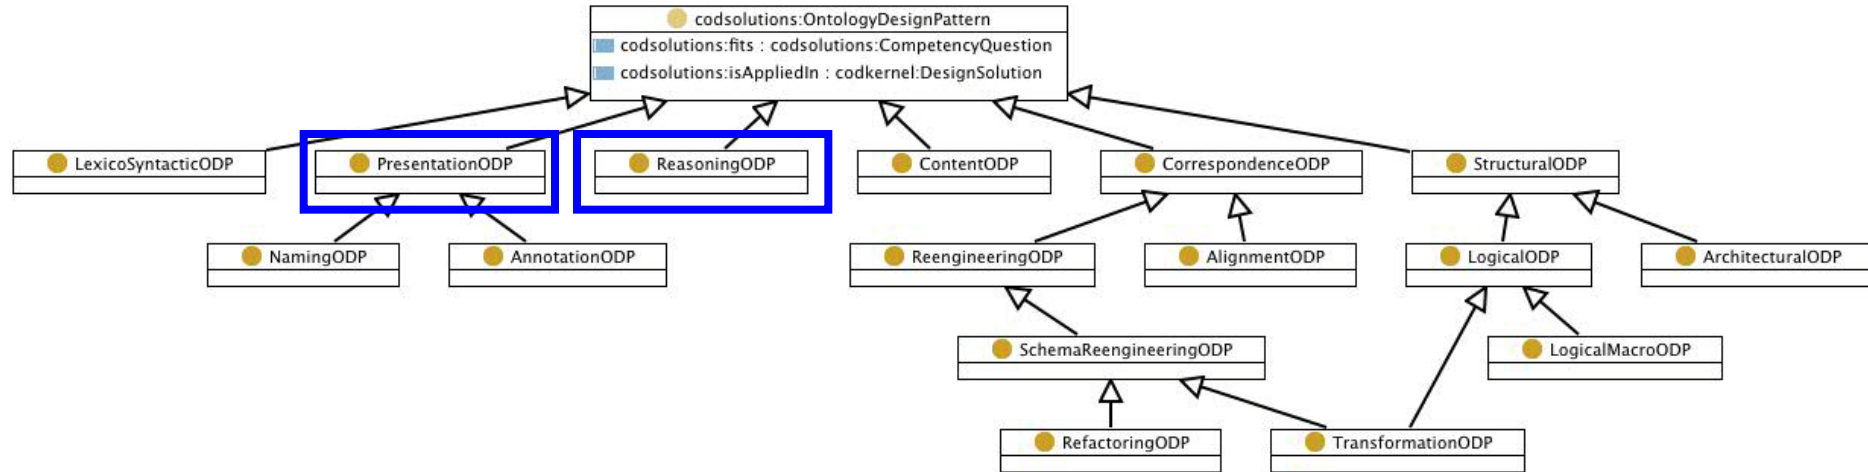 codsolutions:OntologyDesignPattern
codsolutions:fits : codsolutions:CompetencyQuestion
codsolutions:isAppliedIn : codkernel:DesignSolution
LexicoSyntacticODP
PresentationODP
ReasoningODP
ContentODP
CorrespondenceODP
StructuralODP
NamingODP
AnnotationODP
ReengineeringODP
AlignmentODP
LogicalODP
ArchitecturalODP
SchemaReengineeringODP
LogicalMacroODP
RefactoringODP
TransformationODP